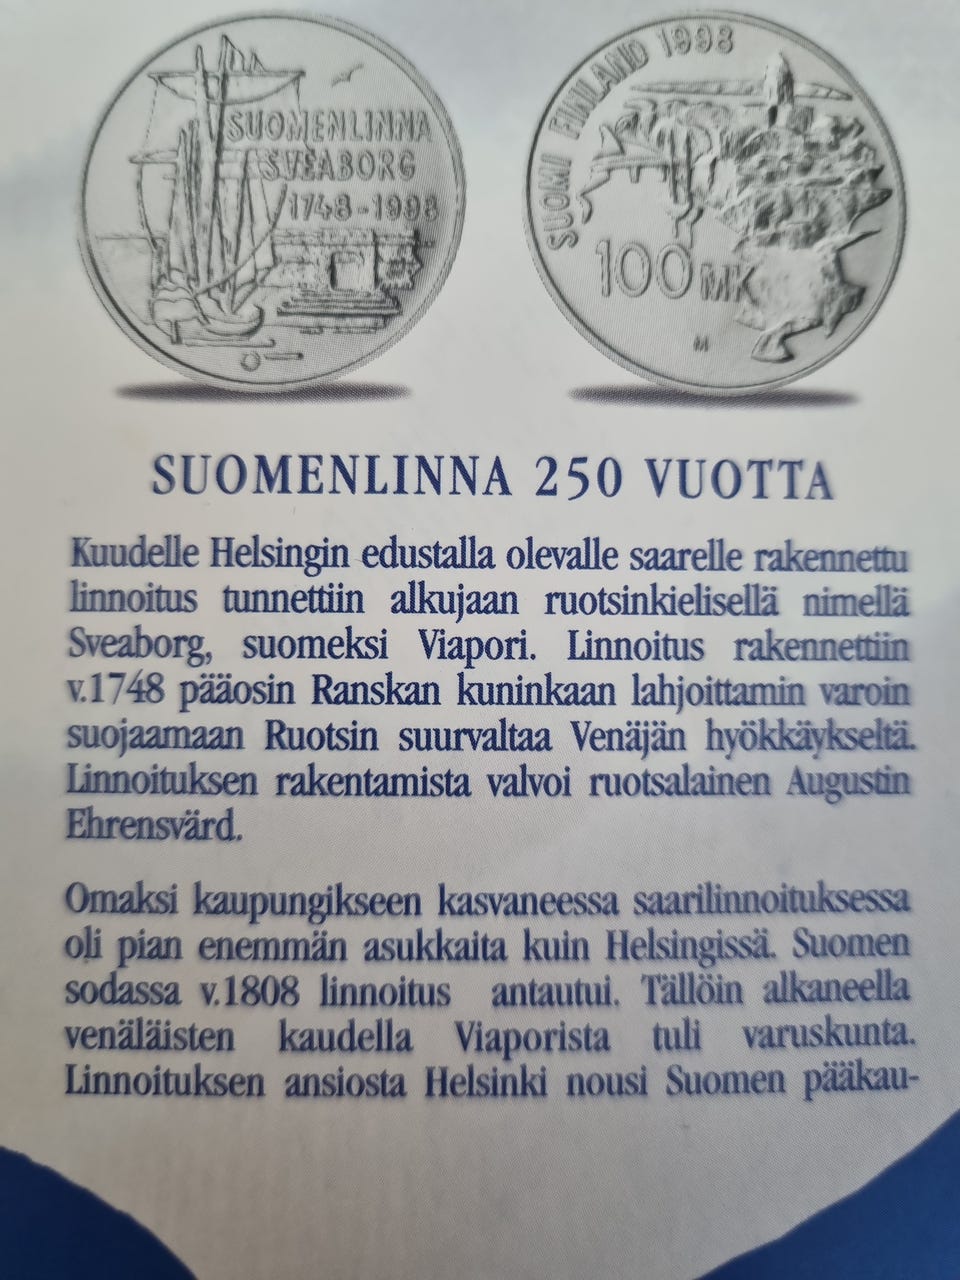 SUOMENLINNA
SVEABORG
1748-1998
SUOMI FINLAND 1998
100 MK
M
SUOMENLINNA 250 VUOTTA
Kuudelle Helsingin edustalla olevalle saarelle rakennettu
linnoitus tunnettiin alkujaan ruotsinkielisellä nimellä
Sveaborg, suomeksi Viapori. Linnoitus rakennettiin
v.1748 pääosin Ranskan kuninkaan lahjoittamin varoin
suojaamaan Ruotsin suurvaltaa Venäjän hyökkäykseltä.
Linnoituksen rakentamista valvoi ruotsalainen Augustin
Ehrensvärd.
Omaksi kaupungikseen kasvaneessa saarilinnoituksessa
oli pian enemmän asukkaita kuin Helsingissä. Suomen
sodassa v.1808 linnoitus antautui. Tällöin alkaneella
venäläisten kaudella Viaporista tuli varuskunta.
Linnoituksen ansiosta Helsinki nousi Suomen pääkau-